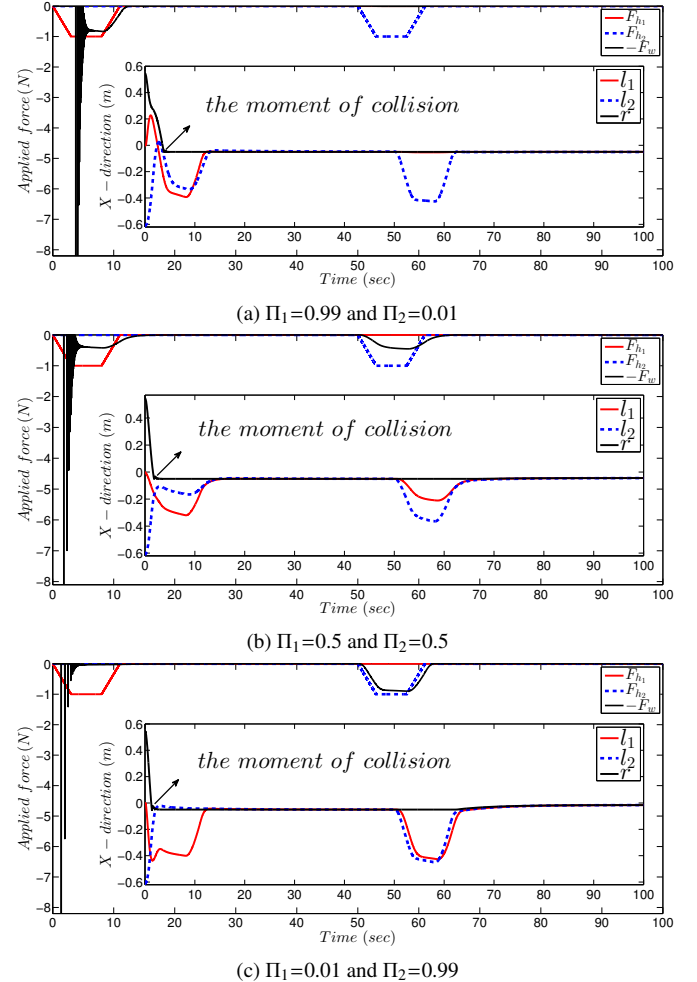 0
-1
-2
-3
-4
-5
-6
-7
-8
Applied force (N)
0 10 20 30 40 50 60 70 80 90 100
Time (sec)
F_{h_1}
F_{h_2}
-F_w
0.6
0.4
0.2
0
-0.2
-0.4
-0.6
X - direction (m)
the moment of collision
l_1
l_2
r
0 10 20 30 40 50 60 70 80 90 100
(a) Π_1=0.99 and Π_2=0.01
0
-1
-2
-3
-4
-5
-6
-7
-8
Applied force (N)
0 10 20 30 40 50 60 70 80 90 100
Time (sec)
F_{h_1}
F_{h_2}
-F_w
0.4
0.2
0
-0.2
-0.4
-0.6
X - direction (m)
the moment of collision
l_1
l_2
r
0 10 20 30 40 50 60 70 80 90 100
(b) Π_1=0.5 and Π_2=0.5
0
-1
-2
-3
-4
-5
-6
-7
-8
Applied force (N)
0 10 20 30 40 50 60 70 80 90 100
Time (sec)
F_{h_1}
F_{h_2}
-F_w
0.6
0.4
0.2
0
-0.2
-0.4
-0.6
X - direction (m)
the moment of collision
l_1
l_2
r
0 10 20 30 40 50 60 70 80 90 100
(c) Π_1=0.01 and Π_2=0.99